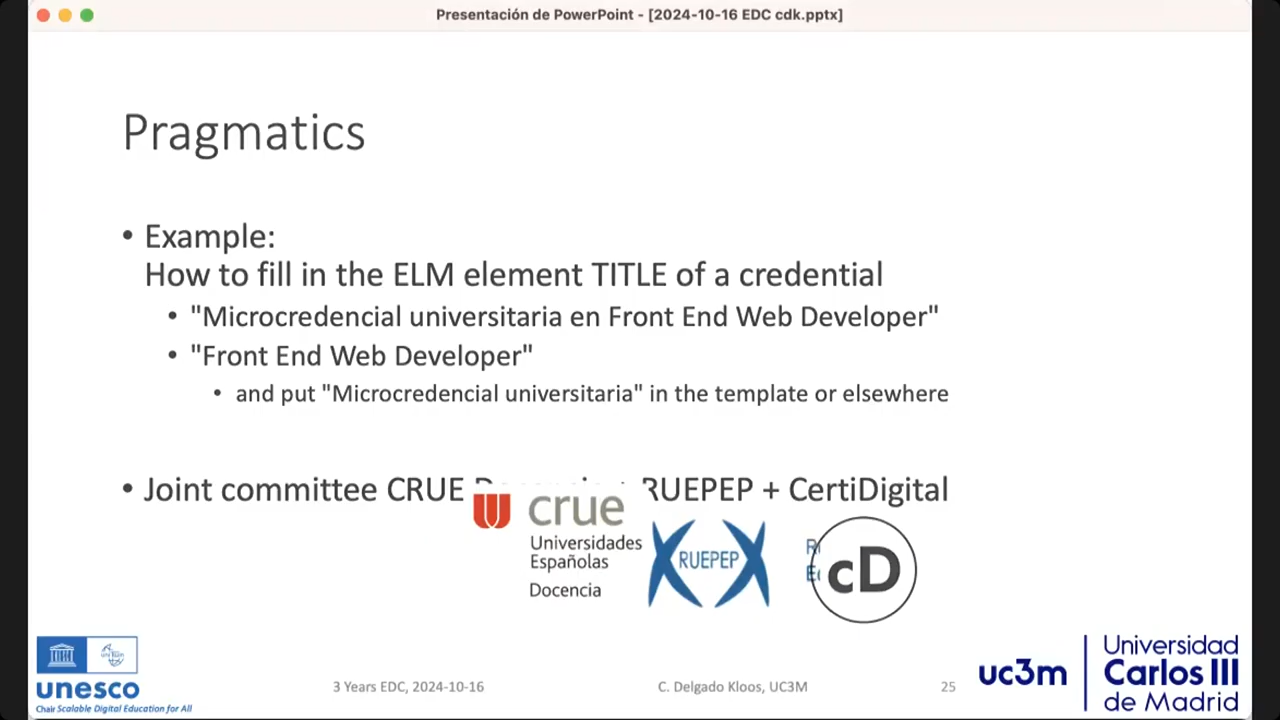 Presentación de PowerPoint - [2024-10-16 EDC cdk.pptx]
Pragmatics
• Example:
How to fill in the ELM element TITLE of a credential
• "Microcredencial universitaria en Front End Web Developer"
• "Front End Web Developer"
• and put "Microcredencial universitaria" in the template or elsewhere
• Joint committee CRUE RUEPEP + CertiDigital
crue
Universidades
Españolas
Docencia
RUEPEP
cD
unesco
Chair Scalable Digital Education for All
3 Years EDC, 2024-10-16
C. Delgado Kloos, UC3M
25
uc3m
Universidad
Carlos III
de Madrid